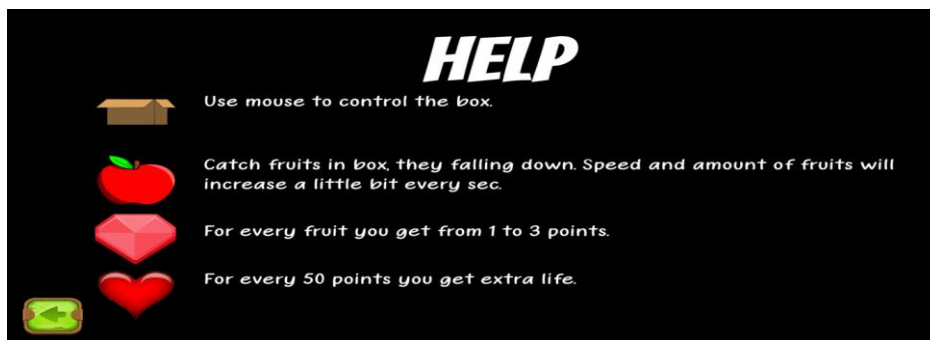 HELP
Use mouse to control the box.
Catch fruits in box, they falling down. Speed and amount of fruits will
increase a little bit every sec.
For every fruit you get from 1 to 3 points.
For every 50 points you get extra life.